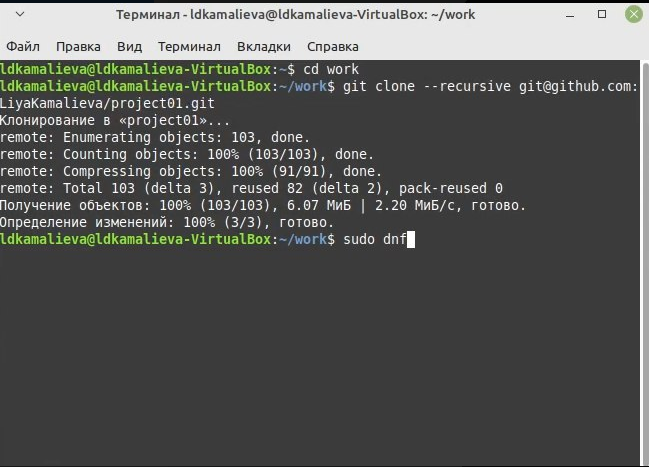 Терминал - ldkamalieva@ldkamalieva-VirtualBox: ~/work
Файл Правка Вид Терминал Вкладки Справка
ldkamalieva@ldkamalieva-VirtualBox:~$ cd work
ldkamalieva@ldkamalieva-VirtualBox:~/work$ git clone --recursive git@github.com:
LiyaKamalieva/project01.git
Клонирование в «project01»...
remote: Enumerating objects: 103, done.
remote: Counting objects: 100% (103/103), done.
remote: Compressing objects: 100% (91/91), done.
remote: Total 103 (delta 3), reused 82 (delta 2), pack-reused 0
Получение объектов: 100% (103/103), 6.07 МиБ | 2.20 МиБ/с, готово.
Определение изменений: 100% (3/3), готово.
ldkamalieva@ldkamalieva-VirtualBox:~/work$ sudo dnf